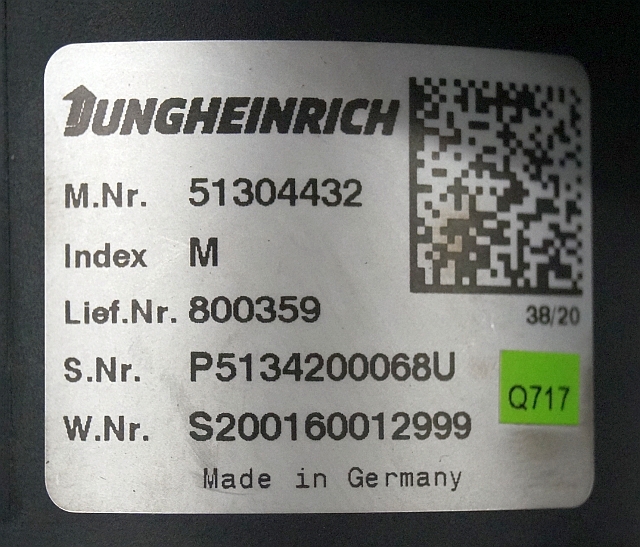 JUNGHEINRICH
M.Nr. 51304432
Index M
Lief.Nr. 800359
38/20
S.Nr. P5134200068U
Q717
W.Nr. S200160012999
Made in Germany